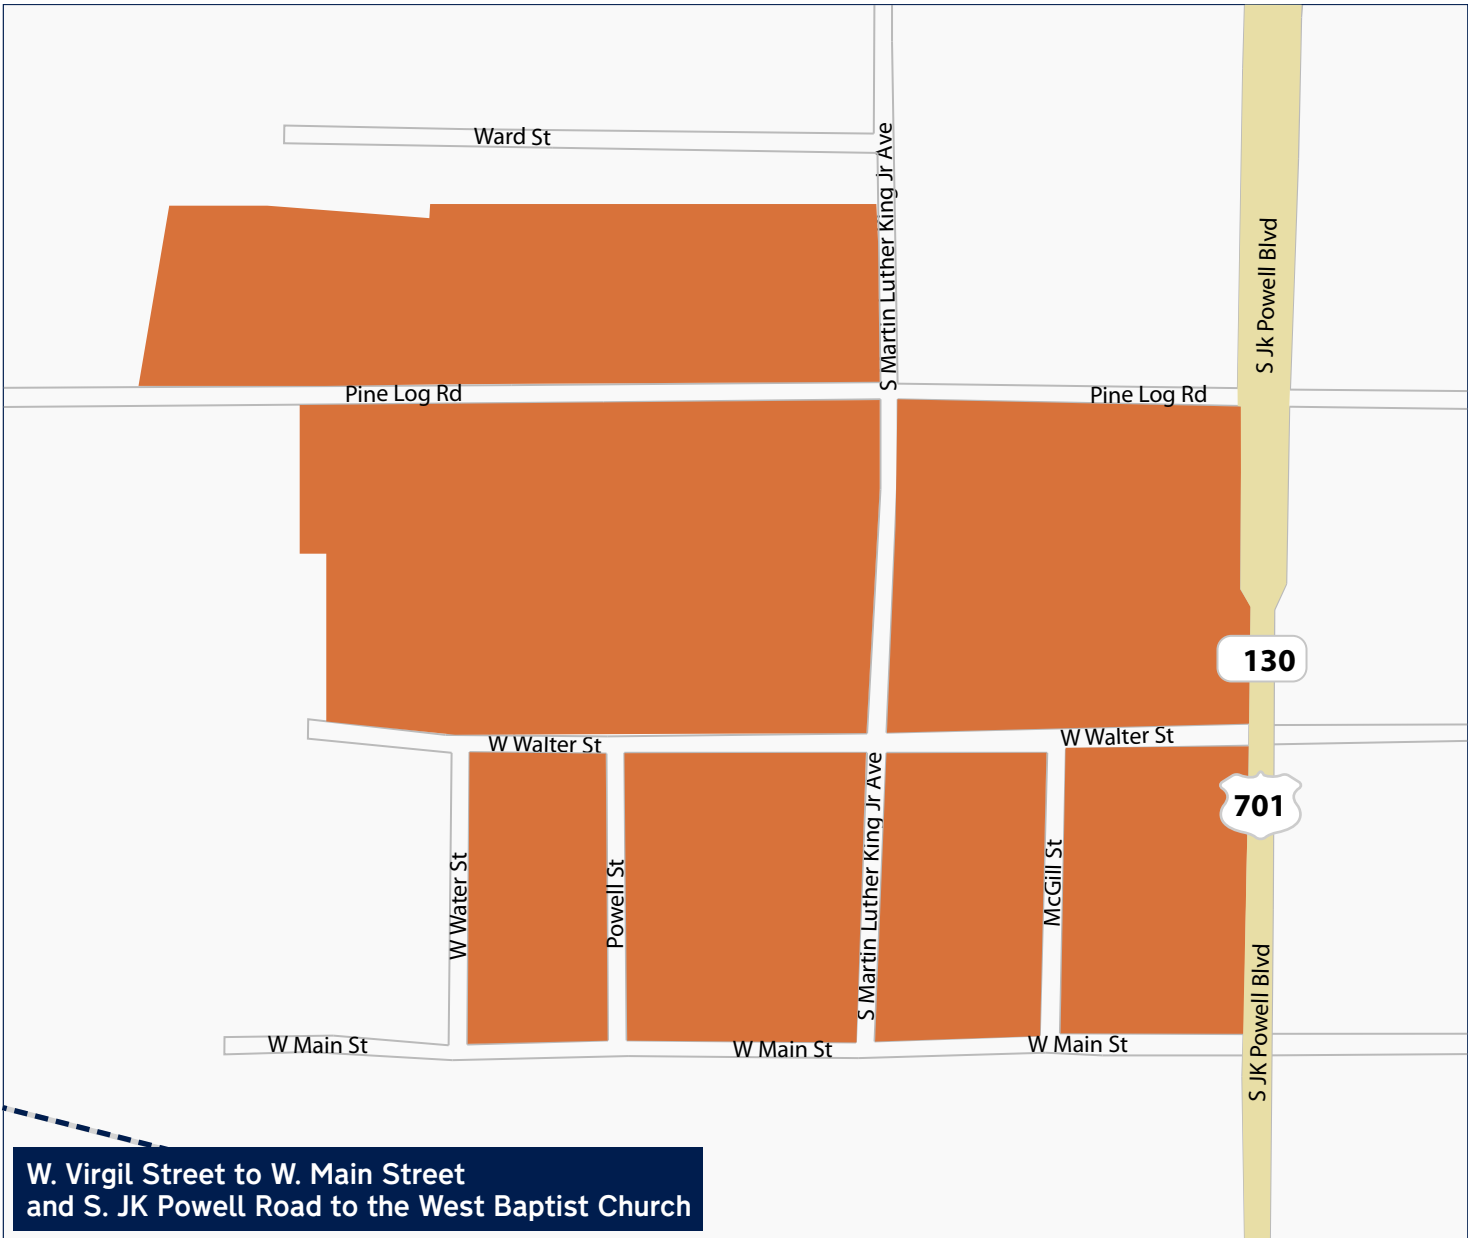 Ward St
S Martin Luther King Jr Ave
S Jk Powell Blvd
Pine Log Rd
Pine Log Rd
130
W Walter St
W Walter St
701
W Water St
Powell St
S Martin Luther King Jr Ave
McGill St
S JK Powell Blvd
W Main St
W Main St
W Main St
W. Virgil Street to W. Main Street
and S. JK Powell Road to the West Baptist Church